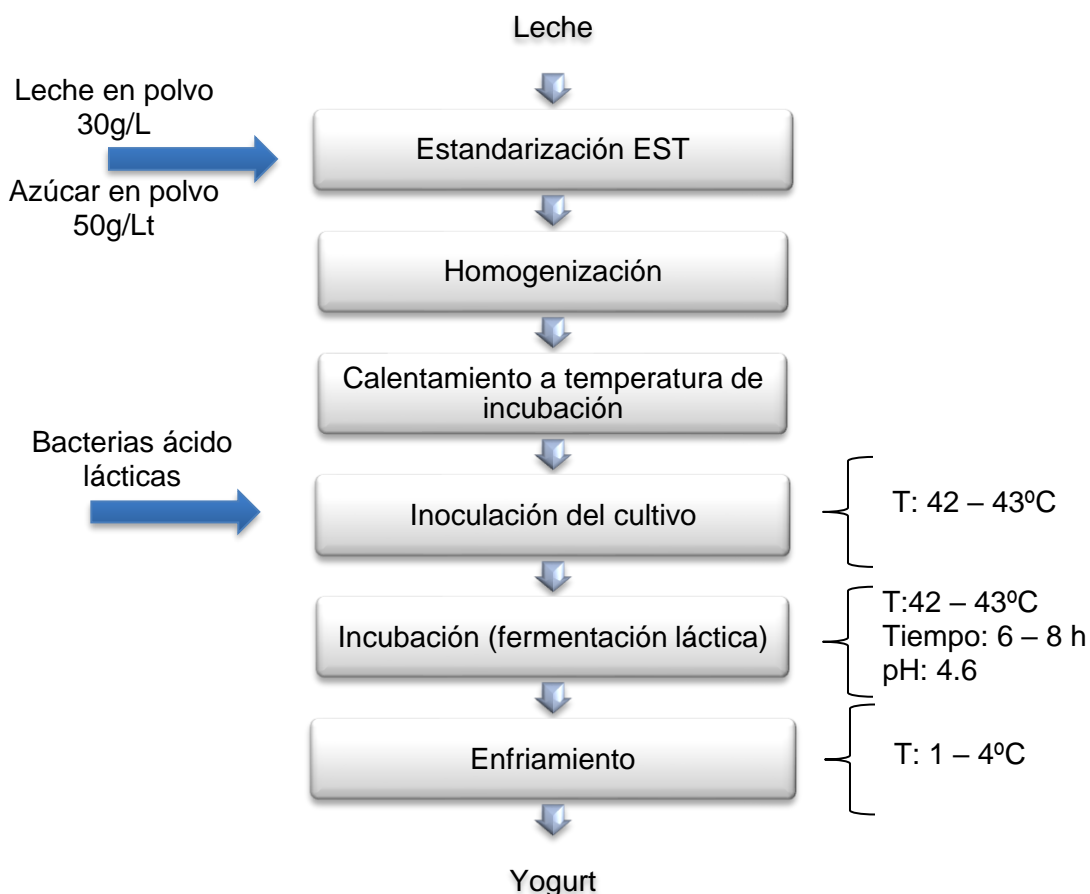 Leche
Leche en polvo
30g/L
Azúcar en polvo
50g/Lt
Estandarización EST
Homogenización
Calentamiento a temperatura de
incubación
Bacterias ácido
lácticas
Inoculación del cultivo
T: 42 – 43ºC
Incubación (fermentación láctica)
T:42 – 43ºC
Tiempo: 6 – 8 h
pH: 4.6
Enfriamiento
T: 1 – 4ºC
Yogurt